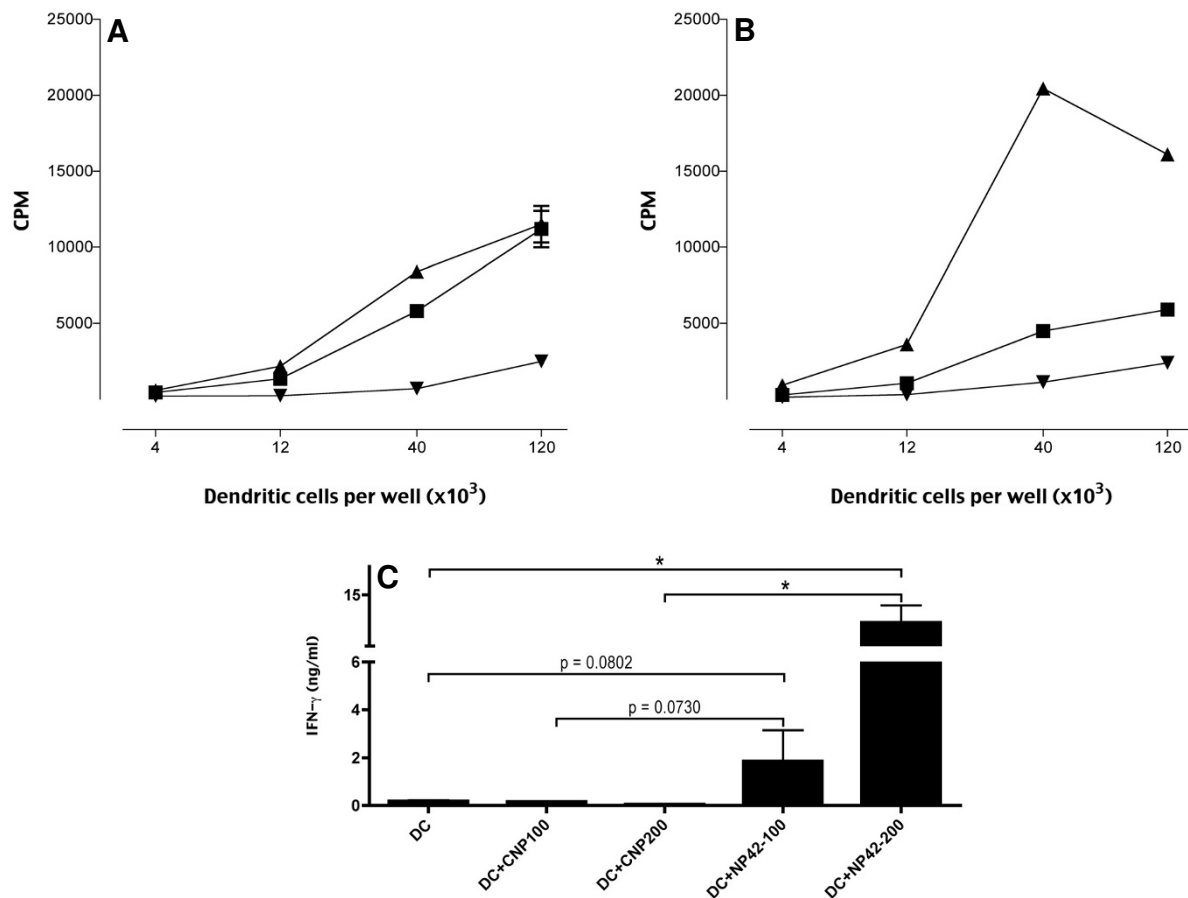 A
25000
20000
15000
10000
5000
CPM
4 12 40 120
Dendritic cells per well (x10³)
B
25000
20000
15000
10000
5000
CPM
4 12 40 120
Dendritic cells per well (x10³)
C
*
*
p = 0.0802
p = 0.0730
15
6
4
2
0
IFN-γ (ng/ml)
DC
DC+CNP100
DC+CNP200
DC+NP42-100
DC+NP42-200